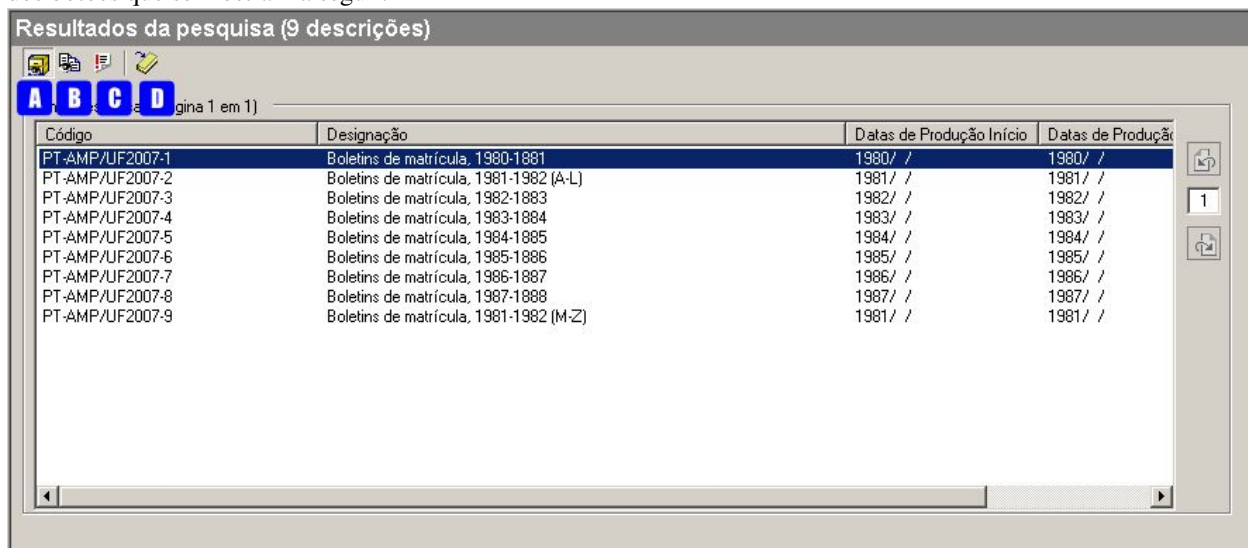 Resultados da pesquisa (9 descrições)
A B C D
gina 1 em 1)
Código Designação Datas de Produção Início Datas de Produçã
PT-AMP/UF2007-1 Boletins de matrícula, 1980-1881 1980/ / 1980/ /
PT-AMP/UF2007-2 Boletins de matrícula, 1981-1982 (A-L) 1981/ / 1981/ /
PT-AMP/UF2007-3 Boletins de matrícula, 1982-1883 1982/ / 1982/ /
1
PT-AMP/UF2007-4 Boletins de matrícula, 1983-1884 1983/ / 1983/ /
PT-AMP/UF2007-5 Boletins de matrícula, 1984-1885 1984/ / 1984/ /
PT-AMP/UF2007-6 Boletins de matrícula, 1985-1886 1985/ / 1985/ /
PT-AMP/UF2007-7 Boletins de matrícula, 1986-1887 1986/ / 1986/ /
PT-AMP/UF2007-8 Boletins de matrícula, 1987-1888 1987/ / 1987/ /
PT-AMP/UF2007-9 Boletins de matrícula, 1981-1982 (M-Z) 1981/ / 1981/ /